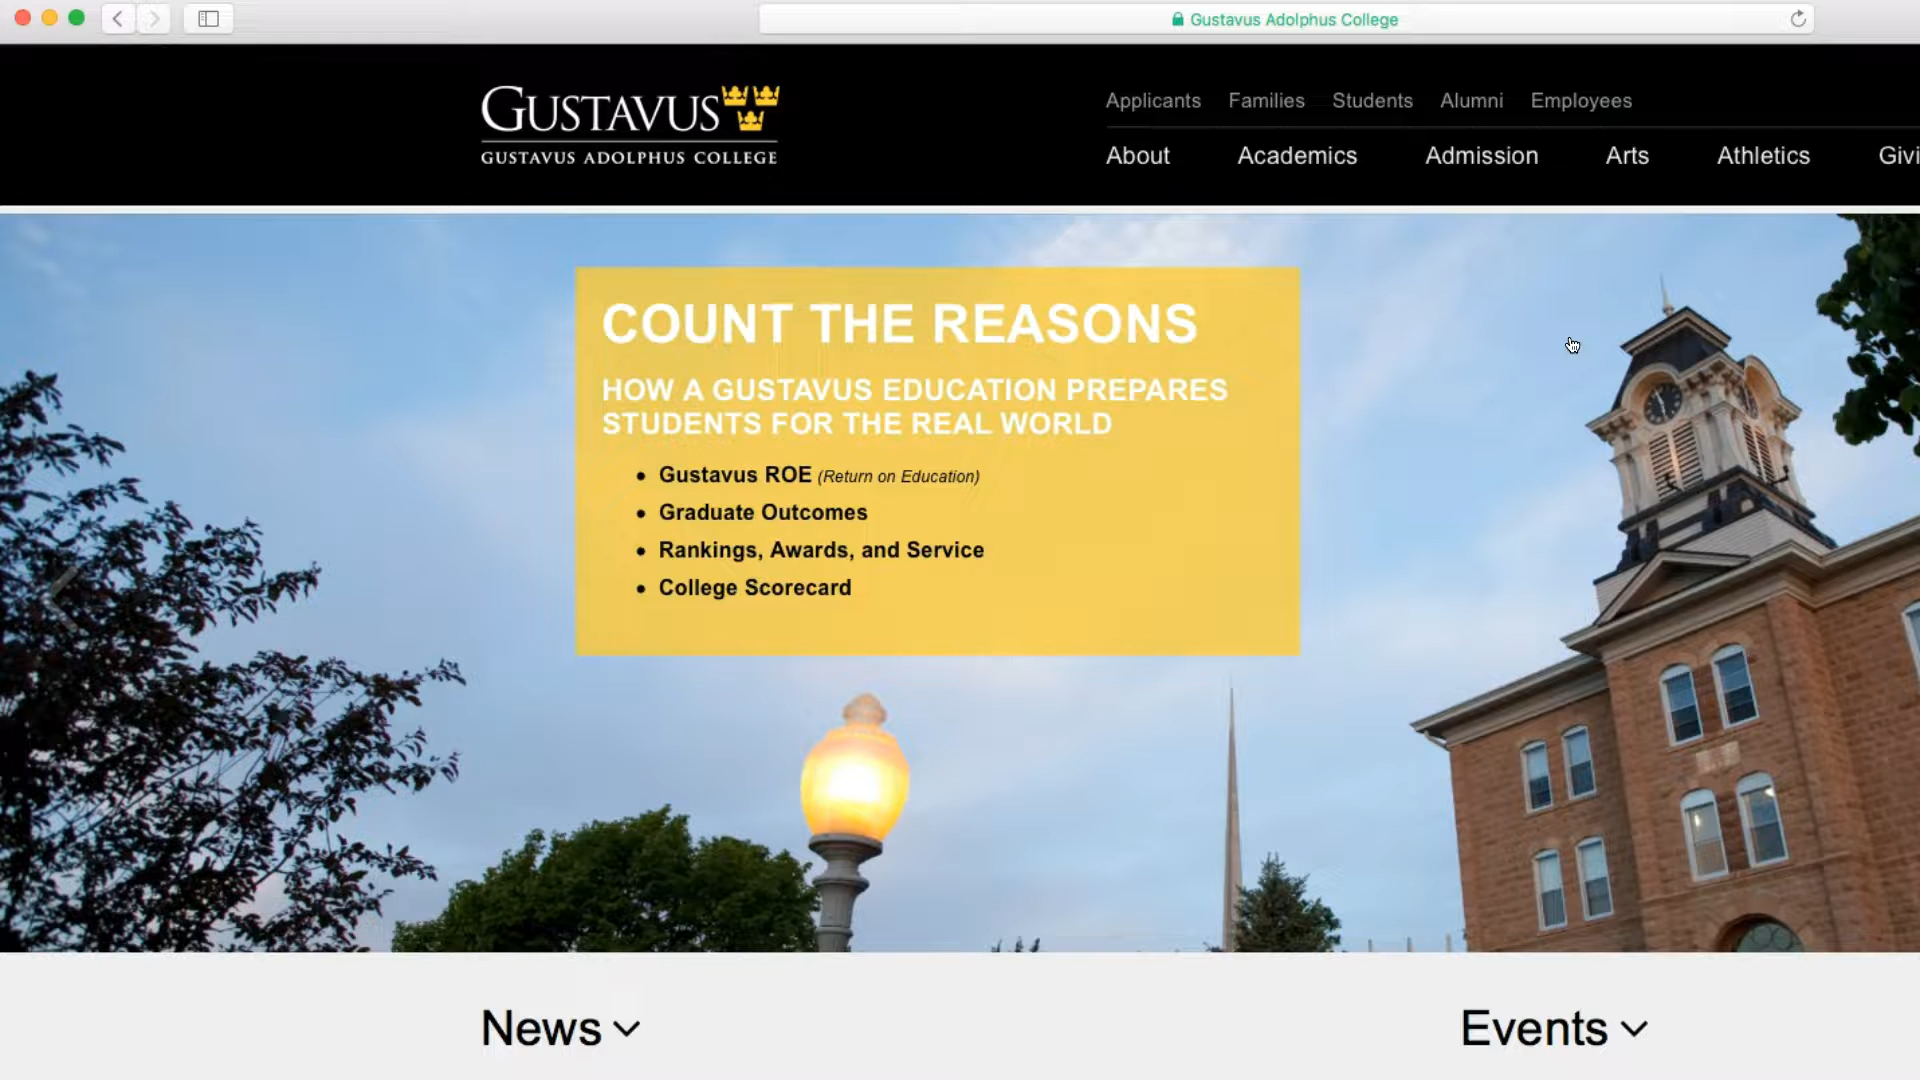 Gustavus Adolphus College
GUSTAVUS
GUSTAVUS ADOLPHUS COLLEGE
Applicants Families Students Alumni Employees
About Academics Admission Arts Athletics Givi
COUNT THE REASONS
HOW A GUSTAVUS EDUCATION PREPARES
STUDENTS FOR THE REAL WORLD
• Gustavus ROE (Return on Education)
• Graduate Outcomes
• Rankings, Awards, and Service
• College Scorecard
News
Events